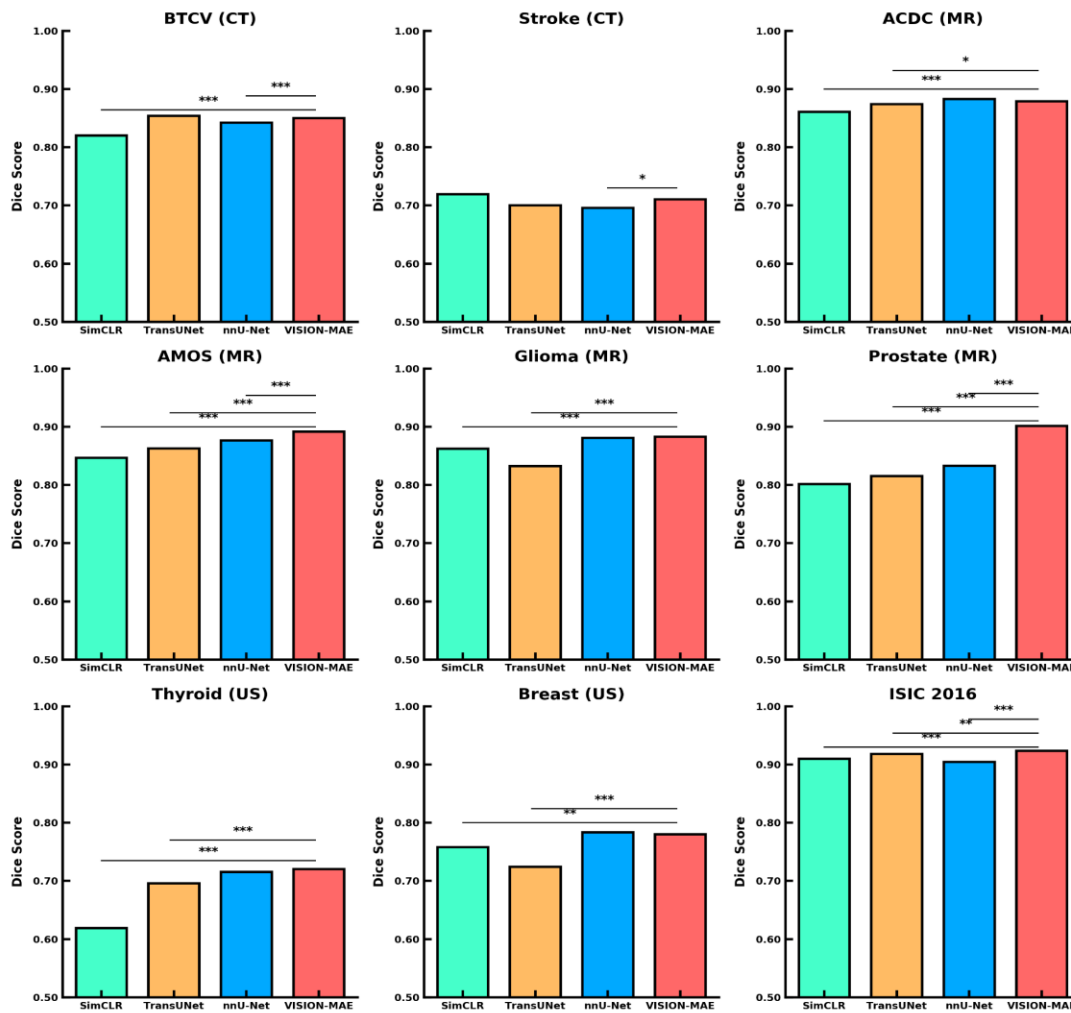 BTCV (CT)
Dice Score
1.00
0.90
0.80
0.70
0.60
0.50
***
***
SimCLR TransUNet nnU-Net VISION-MAE
Stroke (CT)
Dice Score
1.00
0.90
0.80
0.70
0.60
0.50
*
SimCLR TransUNet nnU-Net VISION-MAE
ACDC (MR)
Dice Score
1.00
0.90
0.80
0.70
0.60
0.50
*
***
SimCLR TransUNet nnU-Net VISION-MAE
AMOS (MR)
Dice Score
1.00
0.90
0.80
0.70
0.60
0.50
***
***
***
SimCLR TransUNet nnU-Net VISION-MAE
Glioma (MR)
Dice Score
1.00
0.90
0.80
0.70
0.60
0.50
***
***
SimCLR TransUNet nnU-Net VISION-MAE
Prostate (MR)
Dice Score
1.00
0.90
0.80
0.70
0.60
0.50
***
***
***
SimCLR TransUNet nnU-Net VISION-MAE
Thyroid (US)
Dice Score
1.00
0.90
0.80
0.70
0.60
0.50
***
***
SimCLR TransUNet nnU-Net VISION-MAE
Breast (US)
Dice Score
1.00
0.90
0.80
0.70
0.60
0.50
***
**
SimCLR TransUNet nnU-Net VISION-MAE
ISIC 2016
Dice Score
1.00
0.90
0.80
0.70
0.60
0.50
***
**
***
SimCLR TransUNet nnU-Net VISION-MAE